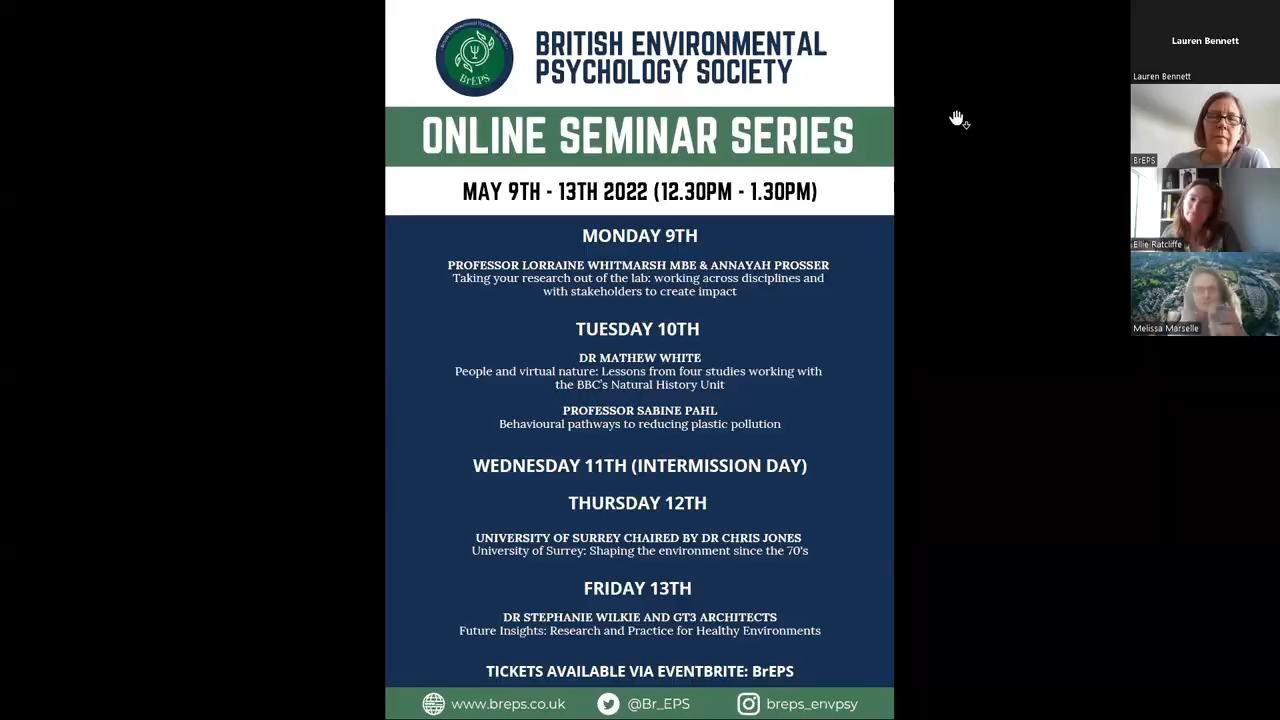 BRITISH ENVIRONMENTAL
PSYCHOLOGY SOCIETY
BrEPS
ONLINE SEMINAR SERIES
MAY 9TH - 13TH 2022 (12.30PM - 1.30PM)
MONDAY 9TH
PROFESSOR LORRAINE WHITMARSH MBE & ANNAYAH PROSSER
Taking your research out of the lab: working across disciplines and
with stakeholders to create impact
TUESDAY 10TH
DR MATHEW WHITE
People and virtual nature: Lessons from four studies working with
the BBC's Natural History Unit
PROFESSOR SABINE PAHL
Behavioural pathways to reducing plastic pollution
WEDNESDAY 11TH (INTERMISSION DAY)
THURSDAY 12TH
UNIVERSITY OF SURREY CHAIRED BY DR CHRIS JONES
University of Surrey: Shaping the environment since the 70's
FRIDAY 13TH
DR STEPHANIE WILKIE AND GT3 ARCHITECTS
Future Insights: Research and Practice for Healthy Environments
TICKETS AVAILABLE VIA EVENTBRITE: BrEPS
www.breps.co.uk
@Br_EPS
breps_envpsy
Lauren Bennett
Lauren Bennett
BrEPS
Ellie Ratcliffe
Melissa Marselle